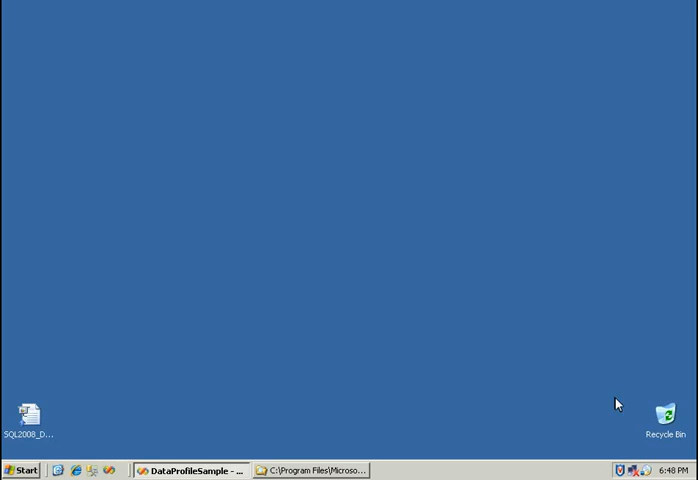 SQL2008_D...
Recycle Bin
Start
DataProfileSample - ...
C:\Program Files\Microso...
6:48 PM